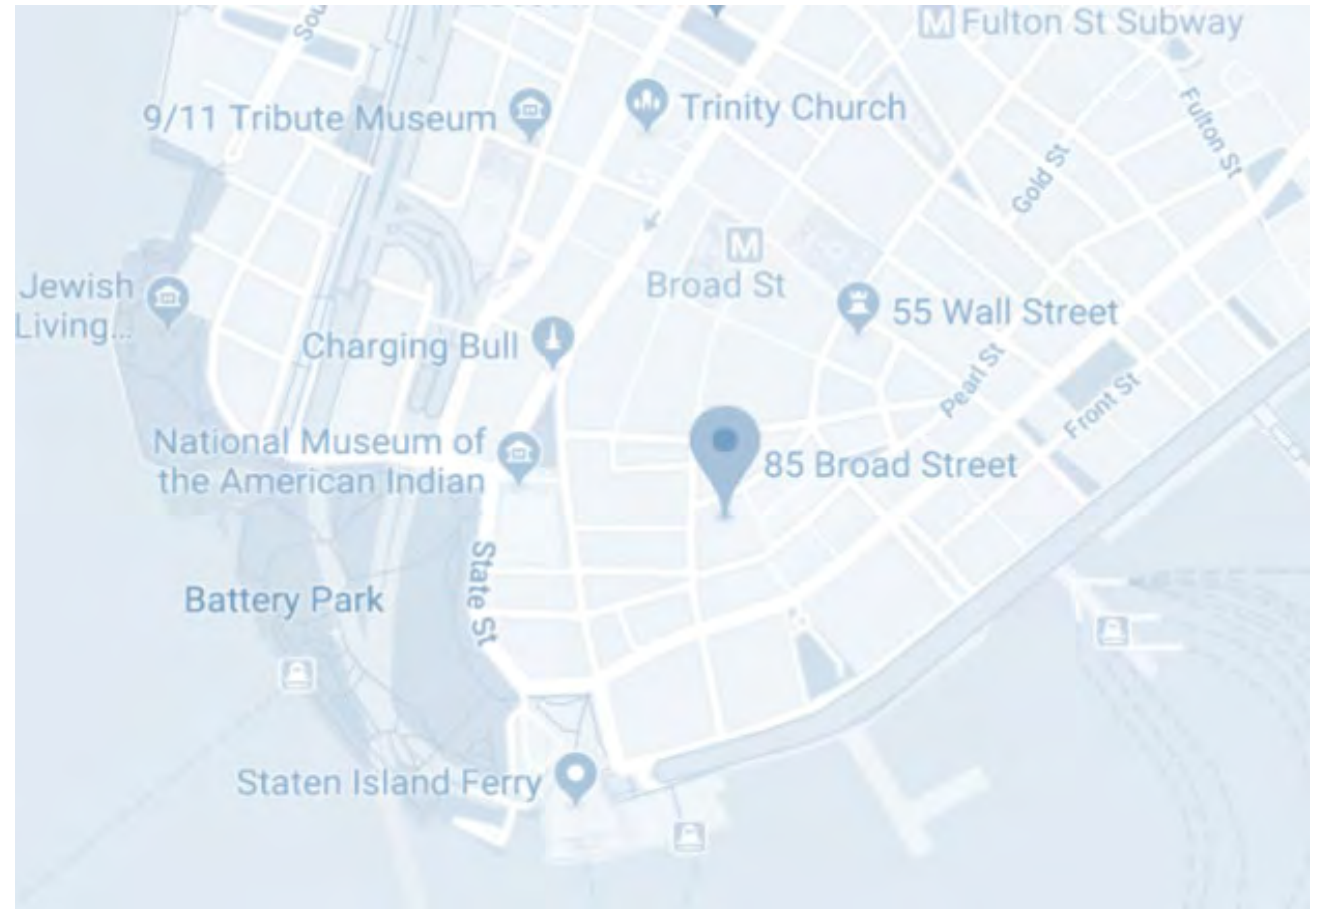 M Fulton St Subway
Sou
9/11 Tribute Museum
Trinity Church
Fulton St
Gold St
M
Broad St
Jewish
Living...
55 Wall Street
Charging Bull
Pearl St
Front St
National Museum of
the American Indian
85 Broad Street
State St
Battery Park
Staten Island Ferry